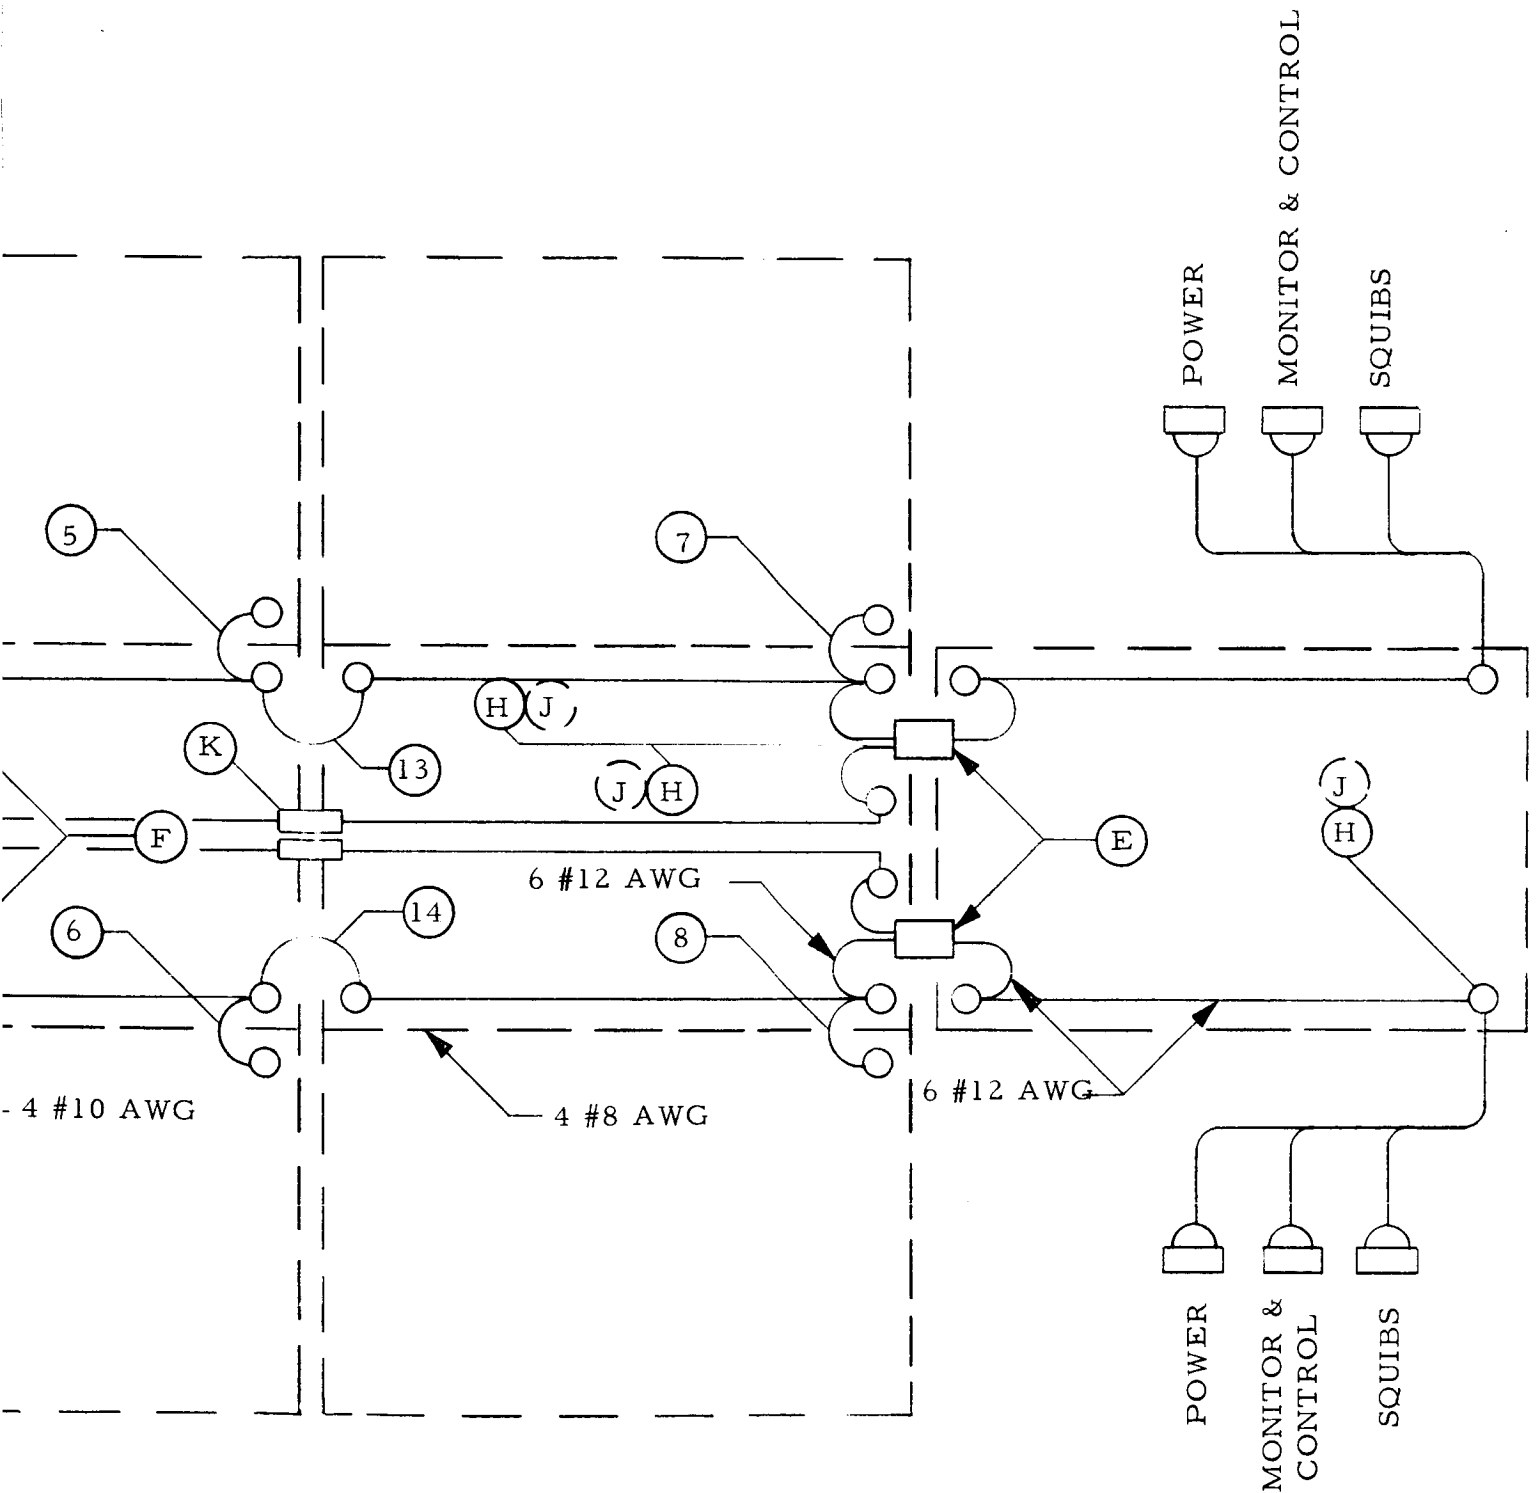 POWER
MONITOR & CONTROL
SQUIBS
5
7
H
J
K
13
J
H
J
H
F
E
6 #12 AWG
6
14
8
6 #12 AWG
- 4 #10 AWG
4 #8 AWG
POWER
MONITOR &
CONTROL
SQUIBS